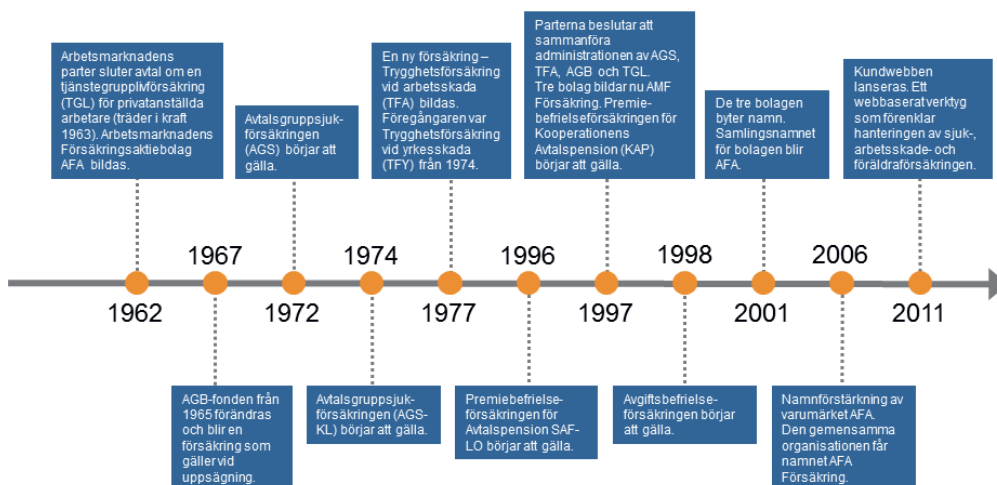 Arbetsmarknadens
parter sluter avtal om en
tjänstegrupplivförsäkring
(TGL) för privatanställda
arbetare (träder i kraft
1963). Arbetsmarknadens
Försäkringsaktiebolag
AFA bildas.
Avtalsgruppsjuk-
försäkringen
(AGS) börjar att
gälla.
En ny försäkring –
Trygghetsförsäkring
vid arbetsskada
(TFA) bildas.
Föregångaren var
Trygghetsförsäkring
vid yrkesskada
(TFY) från 1974.
Parterna beslutar att
sammanföra
administrationen av AGS,
TFA, AGB och TGL.
Tre bolag bildar nu AMF
Försäkring. Premie-
befrielseförsäkringen för
Kooperationens
Avtalspension (KAP)
börjar att gälla.
De tre bolagen
byter namn.
Samlingsnamnet
för bolagen blir
AFA.
Kundwebben
lanseras. Ett
webbaserat verktyg
som förenklar
hanteringen av sjuk-,
arbetsskade- och
föräldraförsäkringen.
1967
1974
1996
1998
2006
1962
1972
1977
1997
2001
2011
AGB-fonden från
1965 förändras
och blir en
försäkring som
gäller vid
uppsägning.
Avtalsgruppsjuk-
försäkringen (AGS-
KL) börjar att gälla.
Premiebefrielse-
försäkringen för
Avtalspension SAF-
LO börjar att gälla.
Avgiftsbefrielse-
försäkringen börjar
att gälla.
Namnförstärkning av
varumärket AFA.
Den gemensamma
organisationen får
namnet AFA
Försäkring.